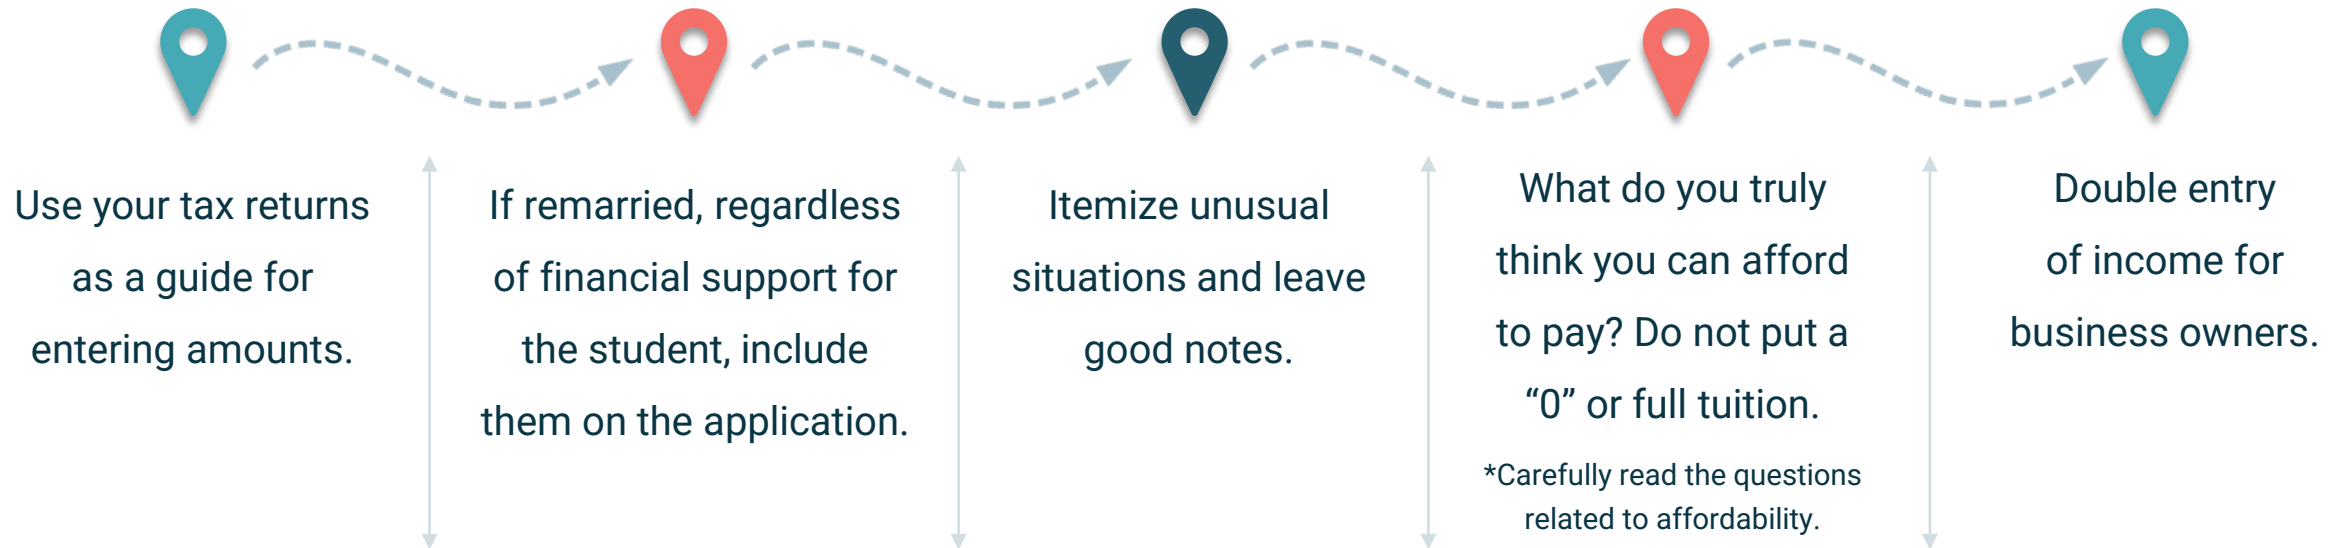 Use your tax returns
as a guide for
entering amounts.
If remarried, regardless
of financial support for
the student, include
them on the application.
Itemize unusual
situations and leave
good notes.
What do you truly
think you can afford
to pay? Do not put a
“0” or full tuition.
*Carefully read the questions
related to affordability.
Double entry
of income for
business owners.